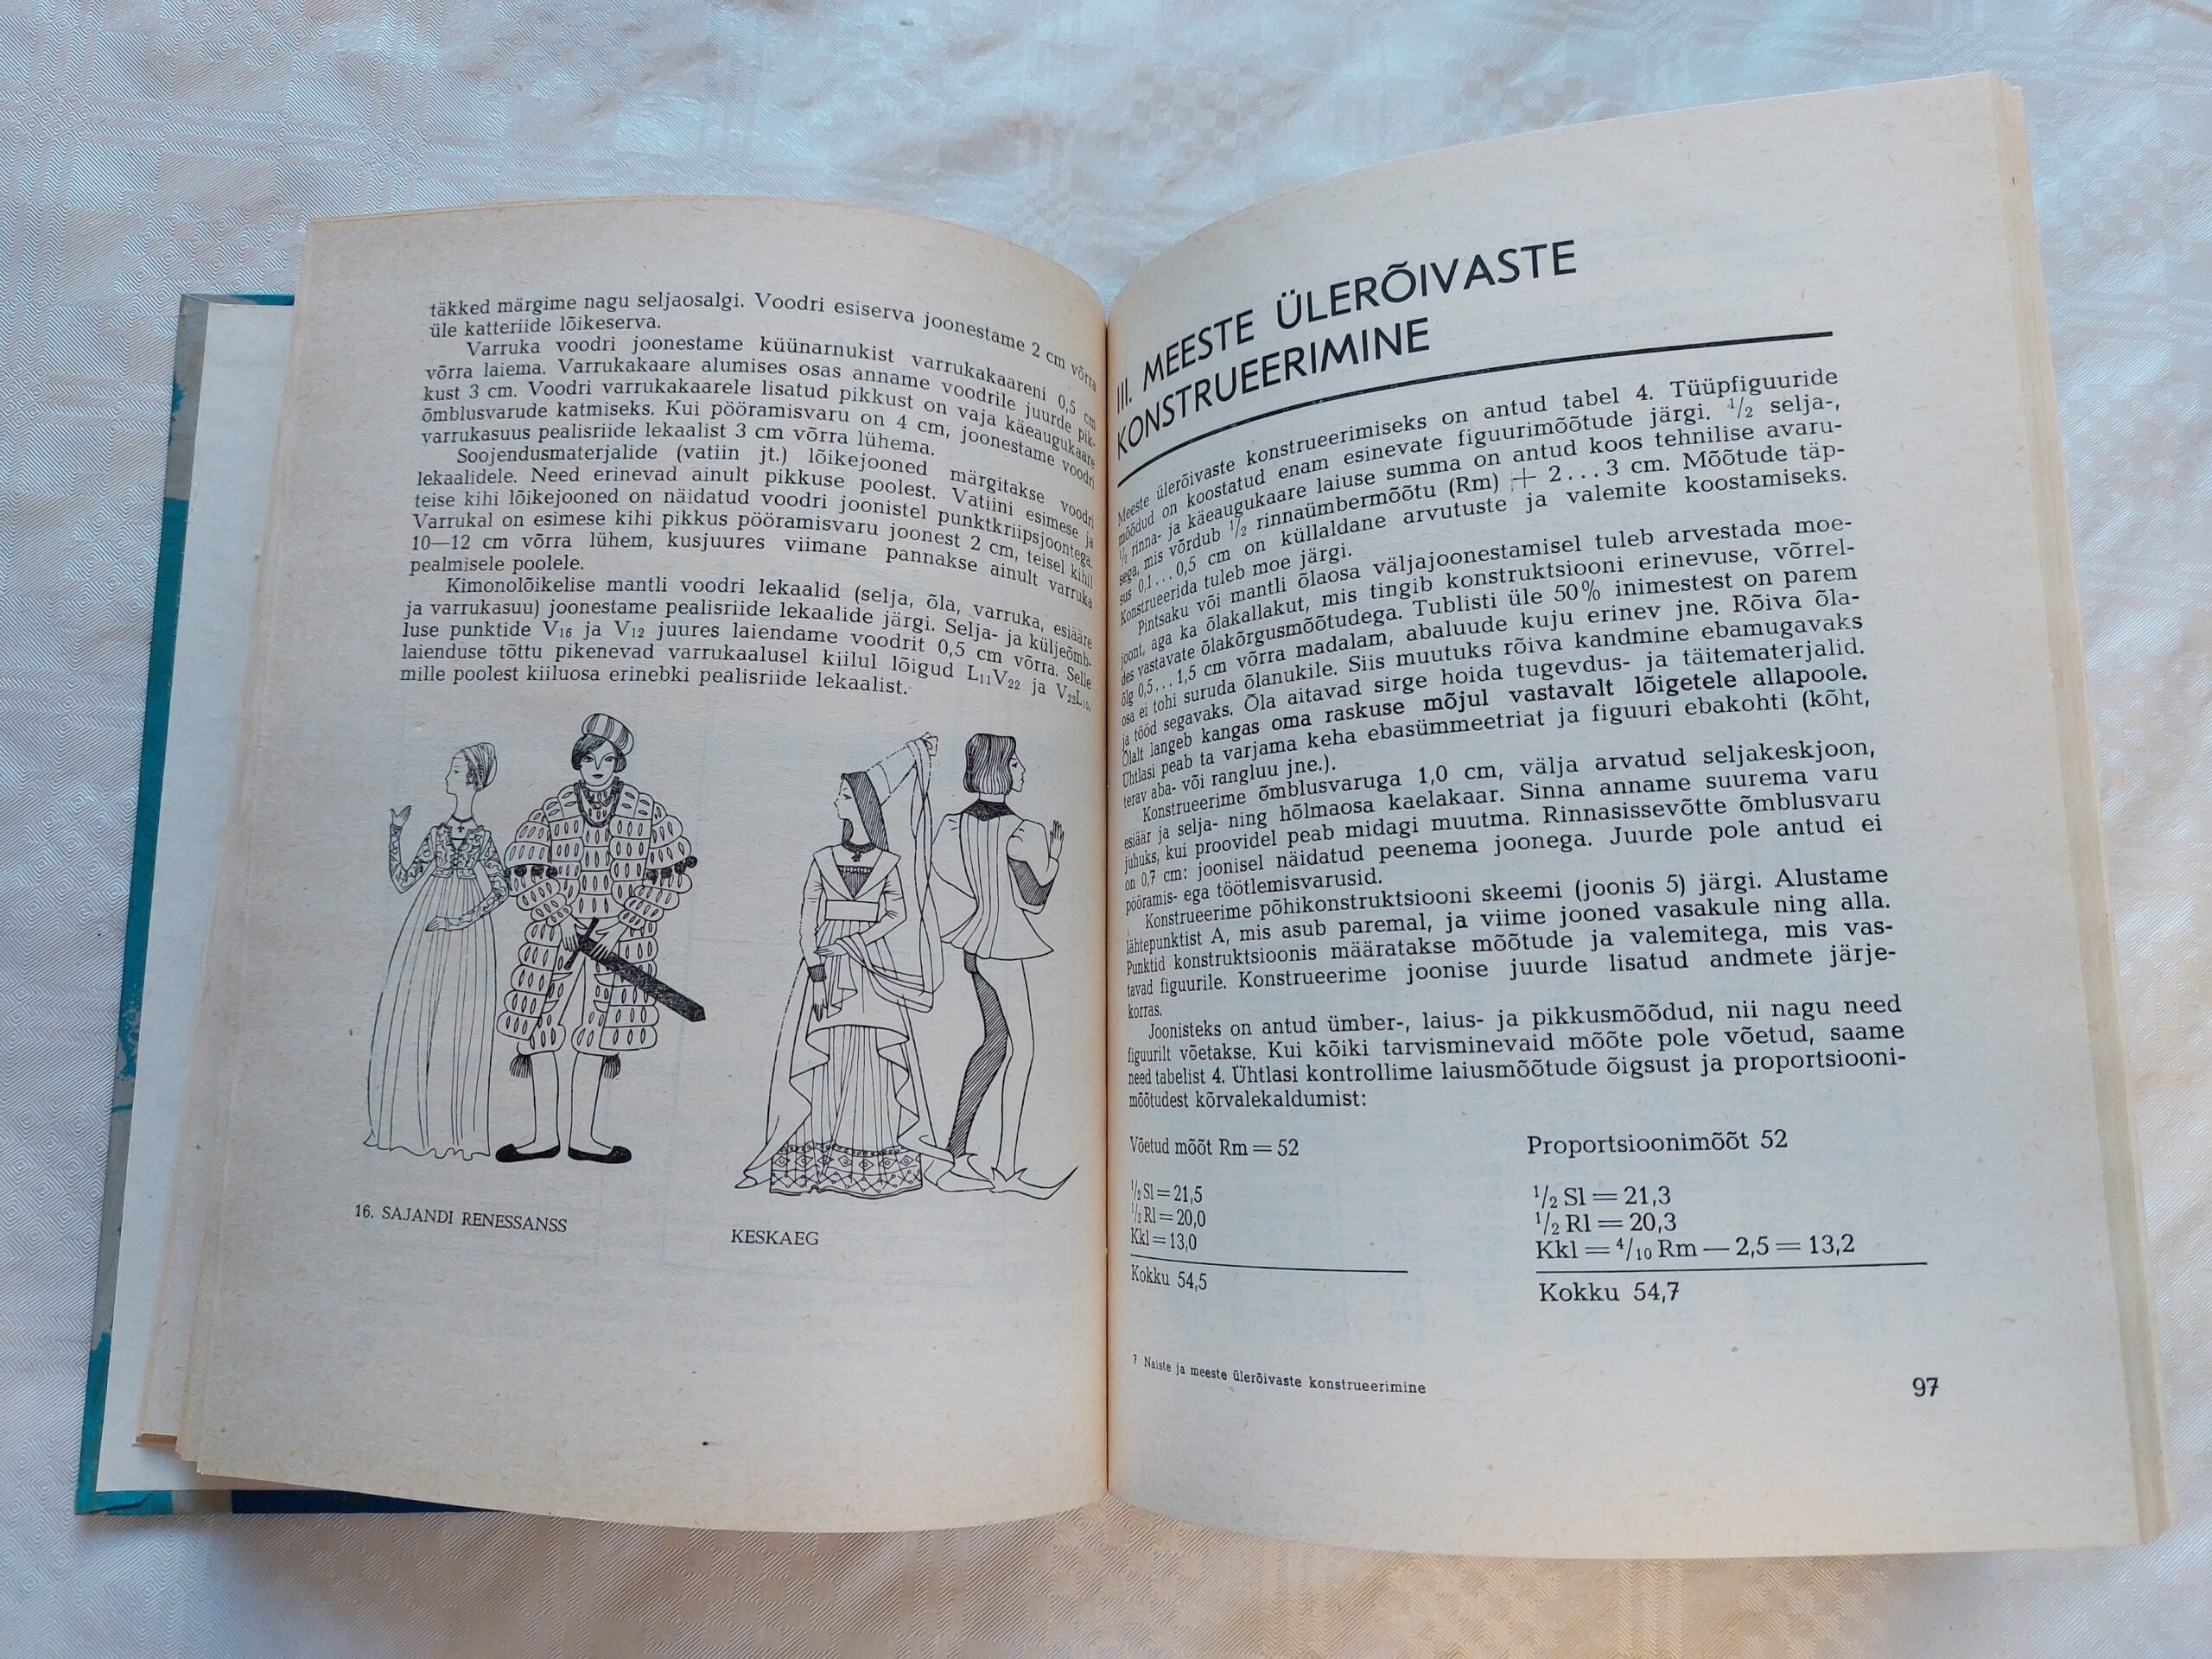 täkked märgime nagu seljaosalgi. Voodri esiserva joonestame 2 cm võrra
üle katteriide lõikeserva.
Varruka voodri joonestame küünarnukist varrukakaareni 0,5 cm
võrra laiema. Varrukakaare alumises osas anname voodrile juurde pik-
kust 3 cm. Voodri varrukakaarele lisatud pikkust on vaja käeaugukaare
õmblusvarude katmiseks. Kui pööramisvaru on 4 cm, joonestame voodri
varrukasuus pealisriide lekaalist 3 cm võrra lühema.
Soojendusmaterjalide (vatiin jt.) lõikejooned märgitakse voodri
lekaalidele. Need erinevad ainult pikkuse poolest. Vatiini esimese ja
teise kihi lõikejooned on näidatud voodri joonistel punktkriipsjoontega.
Varrukal on esimese kihi pikkus pööramisvaru joonest 2 cm, teisel kihil
10—12 cm võrra lühem, kusjuures viimane pannakse ainult varruka
pealmisele poolele.
Kimonolõikelise mantli voodri lekaalid (selja, õla, varruka, esiääre
ja varrukasuu) joonestame pealisriide lekaalide järgi. Selja- ja küljeõmb-
luse punktide V₁₆ ja V₁₂ juures laiendame voodrit 0,5 cm võrra. Selle
laienduse tõttu pikenevad varrukaalusel kiilul lõigud L₁₁V₂₂ ja V₂₂L₁₀,
mille poolest kiiluosa erinebki pealisriide lekaalist.
16. SAJANDI RENESSANSS
KESKAEG
III. MEESTE ÜLERÕIVASTE
KONSTRUEERIMINE
Meeste ülerõivaste konstrueerimiseks on antud tabel 4. Tüüpfiguuride
mõõdud on koostatud enam esinevate figuurimõõtude järgi. ¹/₂ selja-,
¹/₂ rinna- ja käeaugukaare laiuse summa on antud koos tehnilise avaru-
sega, mis võrdub ¹/₂ rinnaümbermõõtu (Rm) + 2...3 cm. Mõõtude täp-
sus 0,1...0,5 cm on küllaldane arvutuste ja valemite koostamiseks.
Konstrueerida tuleb moe järgi.
Pintsaku või mantli õlaosa väljajoonestamisel tuleb arvestada moe-
joont, aga ka õlakallakut, mis tingib konstruktsiooni erinevuse, võrrel-
des vastavate õlakõrgusmõõtudega. Tublisti üle 50% inimestest on parem
õlg 0,5...1,5 cm võrra madalam, abaluude kuju erinev jne. Rõiva õla-
osa ei tohi suruda õlanukile. Siis muutuks rõiva kandmine ebamugavaks
ja tööd segavaks. Õla aitavad sirge hoida tugevdus- ja täitematerjalid.
Õlalt langeb kangas oma raskuse mõjul vastavalt lõigetele allapoole.
Ühtlasi peab ta varjama keha ebasümmeetriat ja figuuri ebakohti (kõht,
terav aba- või rangluu jne.).
Konstrueerime õmblusvaruga 1,0 cm, välja arvatud seljakeskjoon,
esiäär ja selja- ning hõlmaosa kaelakaar. Sinna anname suurema varu
juhuks, kui proovidel peab midagi muutma. Rinnasissevõtte õmblusvaru
on 0,7 cm: joonisel näidatud peenema joonega. Juurde pole antud ei
pööramis- ega töötlemisvarusid.
Konstrueerime põhikonstruktsiooni skeemi (joonis 5) järgi. Alustame
lähtepunktist A, mis asub paremal, ja viime jooned vasakule ning alla.
Punktid konstruktsioonis määratakse mõõtude ja valemitega, mis vas-
tavad figuurile. Konstrueerime joonise juurde lisatud andmete järje-
korras.
Joonisteks on antud ümber-, laius- ja pikkusmõõdud, nii nagu need
figuurilt võetakse. Kui kõiki tarvisminevaid mõõte pole võetud, saame
need tabelist 4. Ühtlasi kontrollime laiusmõõtude õigsust ja proportsiooni-
mõõtudest kõrvalekaldumist:
Võetud mõõt Rm = 52
¹/₂ Sl = 21,5
¹/₂ Rl = 20,0
Kkl = 13,0
Kokku 54,5
Proportsioonimõõt 52
¹/₂ Sl = 21,3
¹/₂ Rl = 20,3
Kkl = ⁴/₁₀ Rm — 2,5 = 13,2
Kokku 54,7
⁷ Naiste ja meeste ülerõivaste konstrueerimine
97